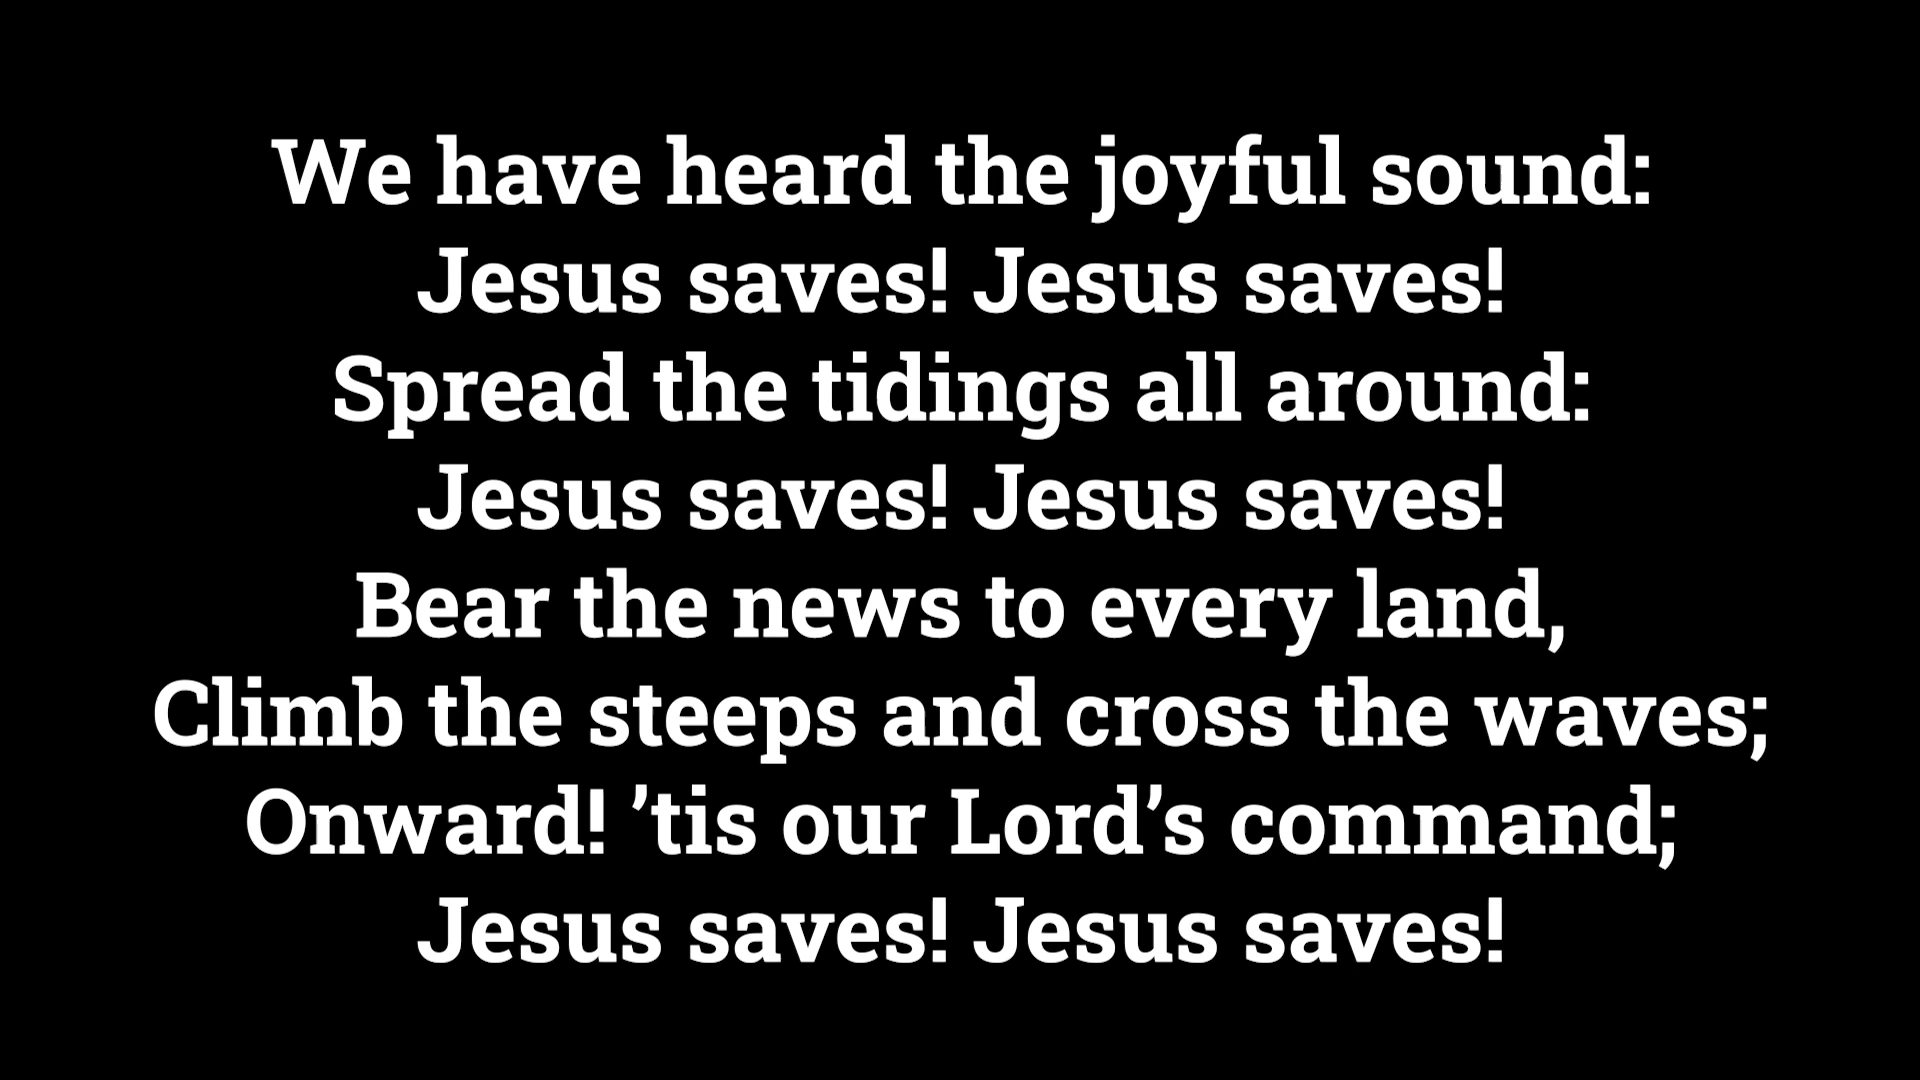 We have heard the joyful sound:
Jesus saves! Jesus saves!
Spread the tidings all around:
Jesus saves! Jesus saves!
Bear the news to every land,
Climb the steeps and cross the waves;
Onward! ’tis our Lord’s command;
Jesus saves! Jesus saves!